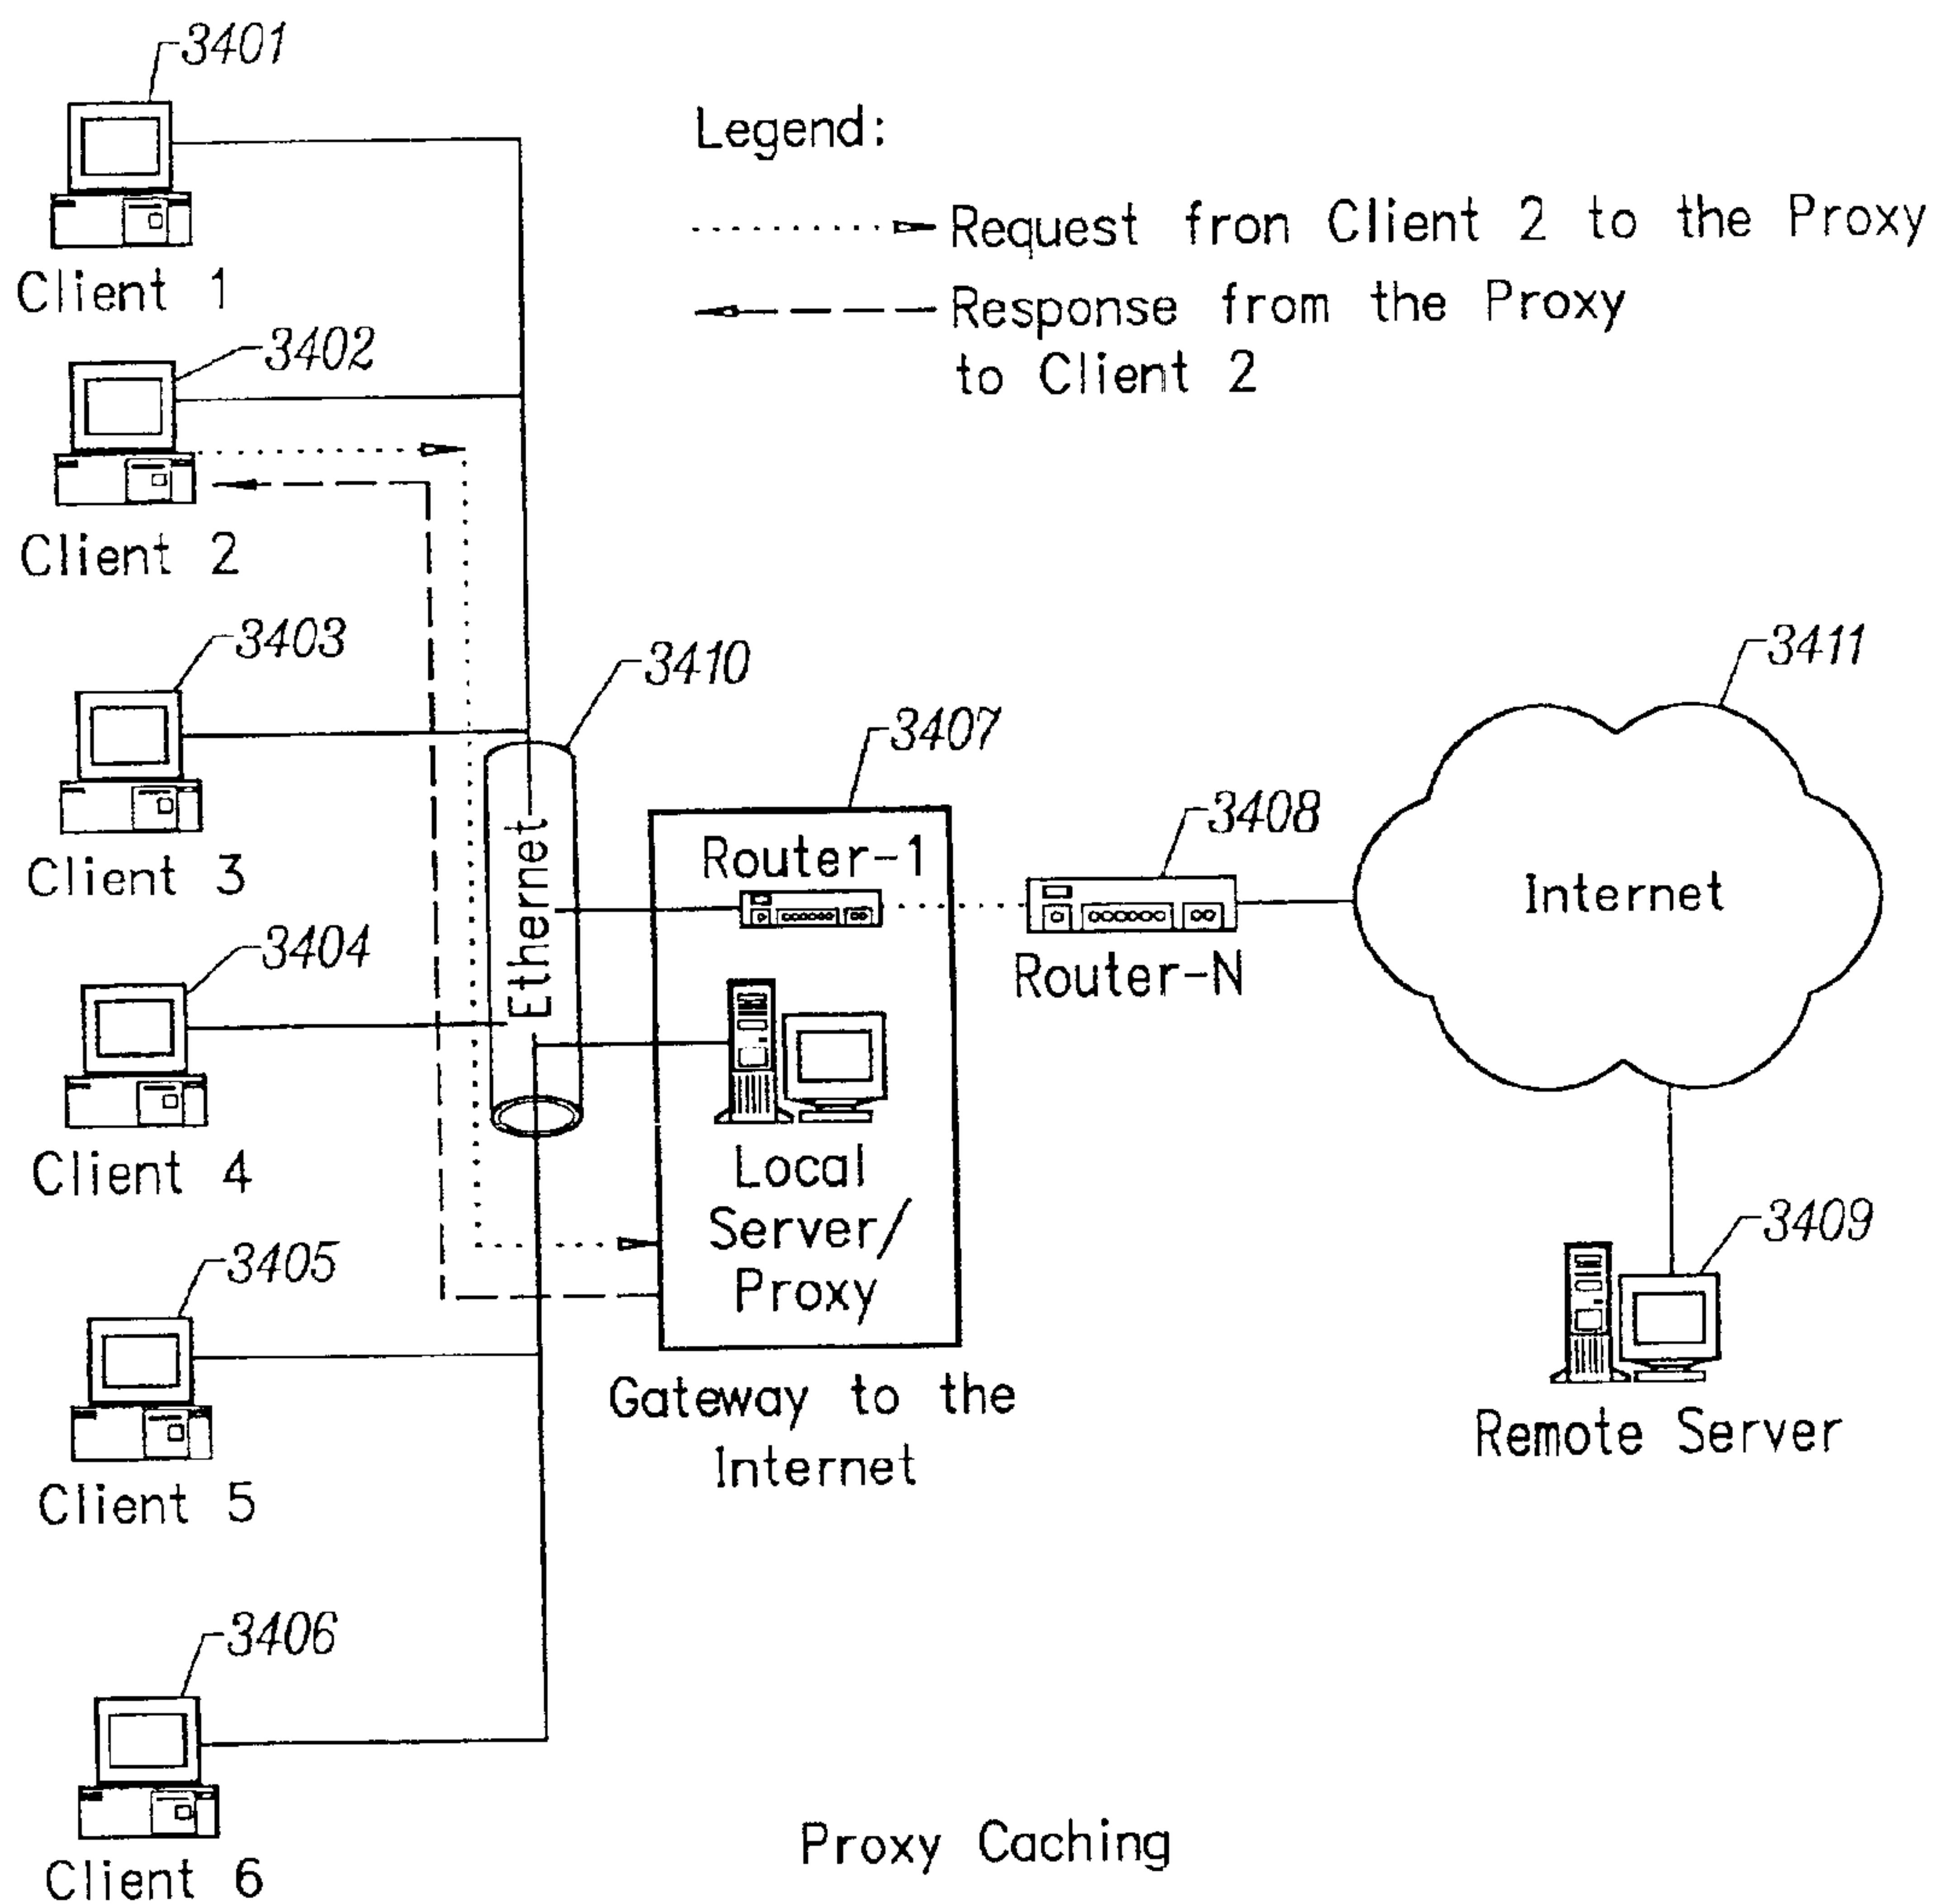 3401
Client 1
Legend:
Request fron Client 2 to the Proxy
Response from the Proxy
to Client 2
3402
Client 2
3403
Client 3
3410
Ethernet
3407
Router-1
3408
Router-N
3411
Internet
3404
Client 4
Local
Server/
Proxy
Gateway to the
Internet
3409
Remote Server
3405
Client 5
3406
Client 6
Proxy Caching